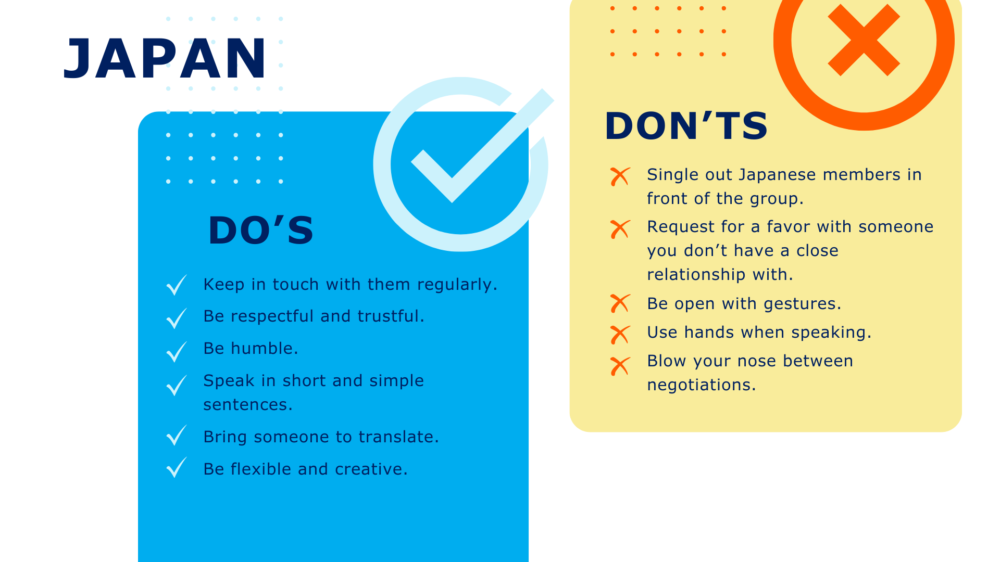 JAPAN
DO’S
Keep in touch with them regularly.
Be respectful and trustful.
Be humble.
Speak in short and simple
sentences.
Bring someone to translate.
Be flexible and creative.
DON’TS
Single out Japanese members in
front of the group.
Request for a favor with someone
you don’t have a close
relationship with.
Be open with gestures.
Use hands when speaking.
Blow your nose between
negotiations.